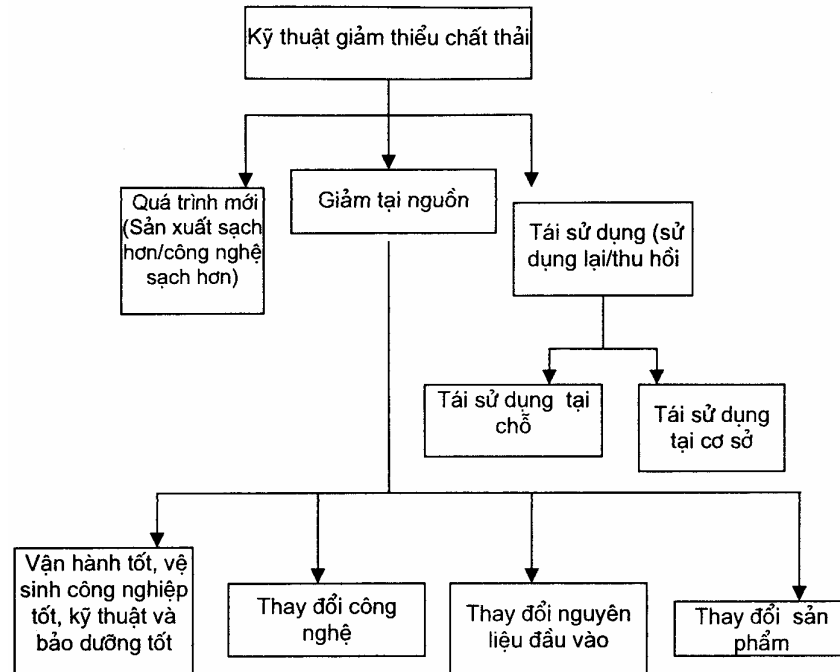 Kỹ thuật giảm thiểu chất thải
Quá trình mới
(Sản xuất sạch
hơn/công nghệ
sạch hơn)
Giảm tại nguồn
Tái sử dụng (sử
dụng lại/thu hồi
Tái sử dụng tại
chỗ
Tái sử dụng
tại cơ sở
Vận hành tốt, vệ
sinh công nghiệp
tốt, kỹ thuật và
bảo dưỡng tốt
Thay đổi công
nghệ
Thay đổi nguyên
liệu đầu vào
Thay đổi sản
phẩm